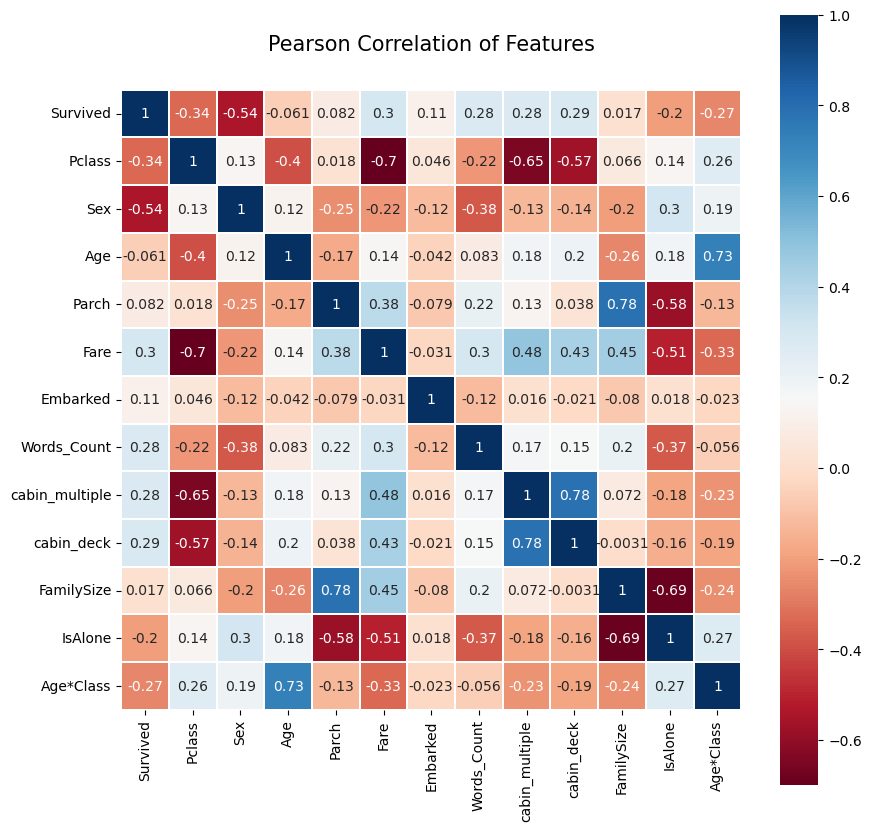 Pearson Correlation of Features
Survived 1 -0.34 -0.54 -0.061 0.082 0.3 0.11 0.28 0.28 0.29 0.017 -0.2 -0.27
Pclass -0.34 1 0.13 -0.4 0.018 -0.7 0.046 -0.22 -0.65 -0.57 0.066 0.14 0.26
Sex -0.54 0.13 1 0.12 -0.25 -0.22 -0.12 -0.38 -0.13 -0.14 -0.2 0.3 0.19
Age -0.061 -0.4 0.12 1 -0.17 0.14 -0.042 0.083 0.18 0.2 -0.26 0.18 0.73
Parch 0.082 0.018 -0.25 -0.17 1 0.38 -0.079 0.22 0.13 0.038 0.78 -0.58 -0.13
Fare 0.3 -0.7 -0.22 0.14 0.38 1 -0.031 0.3 0.48 0.43 0.45 -0.51 -0.33
Embarked 0.11 0.046 -0.12 -0.042 -0.079 -0.031 1 -0.12 0.016 -0.021 -0.08 0.018 -0.023
Words_Count 0.28 -0.22 -0.38 0.083 0.22 0.3 -0.12 1 0.17 0.15 0.2 -0.37 -0.056
cabin_multiple 0.28 -0.65 -0.13 0.18 0.13 0.48 0.016 0.17 1 0.78 0.072 -0.18 -0.23
cabin_deck 0.29 -0.57 -0.14 0.2 0.038 0.43 -0.021 0.15 0.78 1 -0.0031 -0.16 -0.19
FamilySize 0.017 0.066 -0.2 -0.26 0.78 0.45 -0.08 0.2 0.072 -0.0031 1 -0.69 -0.24
IsAlone -0.2 0.14 0.3 0.18 -0.58 -0.51 0.018 -0.37 -0.18 -0.16 -0.69 1 0.27
Age*Class -0.27 0.26 0.19 0.73 -0.13 -0.33 -0.023 -0.056 -0.23 -0.19 -0.24 0.27 1
Survived Pclass Sex Age Parch Fare Embarked Words_Count cabin_multiple cabin_deck FamilySize IsAlone Age*Class
1.0
0.8
0.6
0.4
0.2
0.0
−0.2
−0.4
−0.6